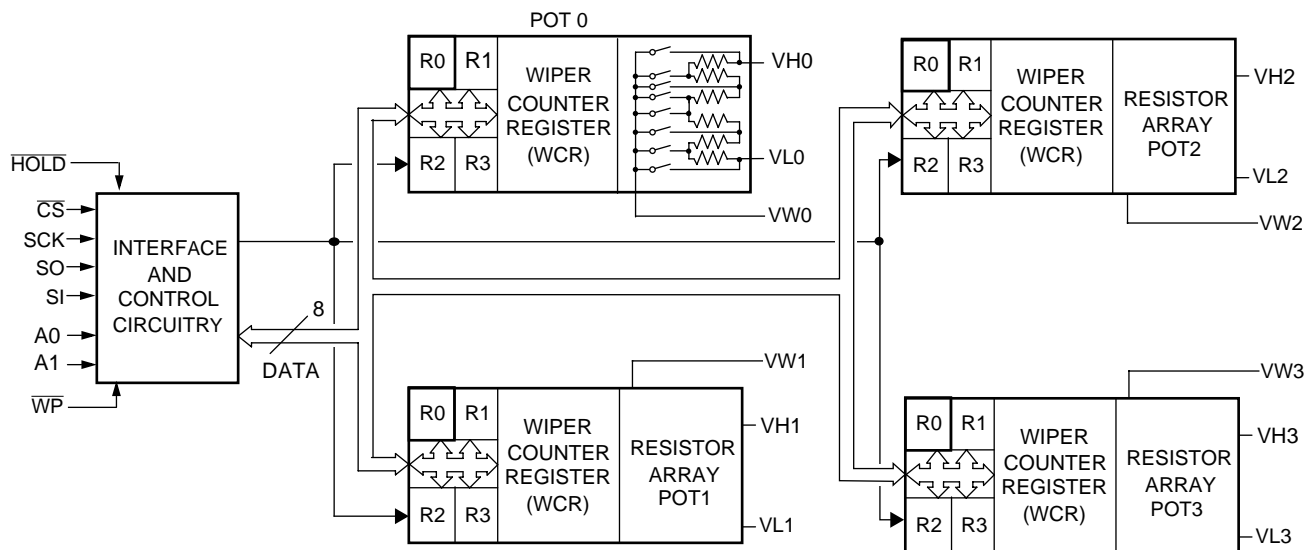 POT 0
R0 R1
R2 R3
WIPER
COUNTER
REGISTER
(WCR)
VH0
VL0
VW0
R0 R1
R2 R3
WIPER
COUNTER
REGISTER
(WCR)
RESISTOR
ARRAY
POT2
VH2
VL2
VW2
HOLD
CS
SCK
SO
SI
A0
A1
WP
INTERFACE
AND
CONTROL
CIRCUITRY
8
DATA
VW1
R0 R1
R2 R3
WIPER
COUNTER
REGISTER
(WCR)
RESISTOR
ARRAY
POT1
VH1
VL1
VW3
R0 R1
R2 R3
WIPER
COUNTER
REGISTER
(WCR)
RESISTOR
ARRAY
POT3
VH3
VL3